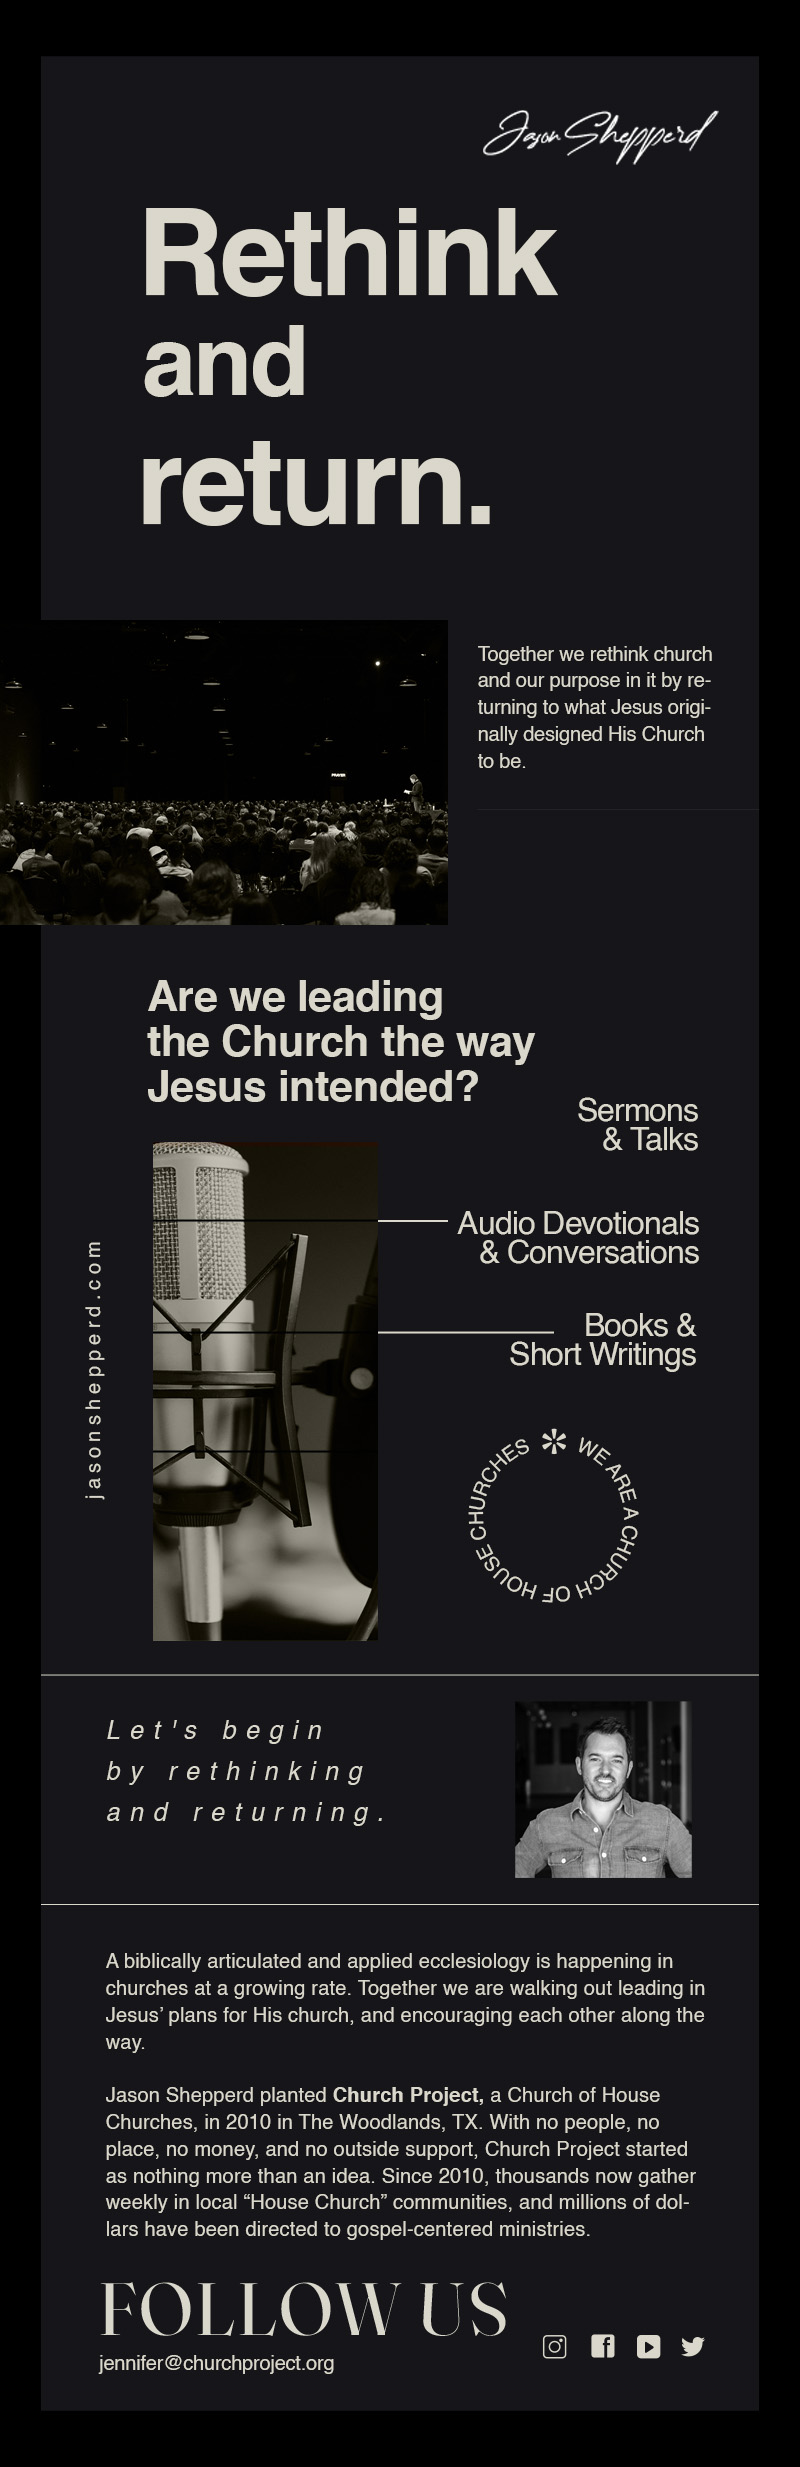 Jason Shepperd
Rethink
and
return.
PRAYER
Together we rethink church
and our purpose in it by re-
turning to what Jesus origi-
nally designed His Church
to be.
Are we leading
the Church the way
Jesus intended?
Sermons
& Talks
Audio Devotionals
& Conversations
Books &
Short Writings
jasonshepperd.com
* WE ARE A CHURCH OF HOUSE CHURCHES
Let's begin
by rethinking
and returning.
A biblically articulated and applied ecclesiology is happening in
churches at a growing rate. Together we are walking out leading in
Jesus’ plans for His church, and encouraging each other along the
way.
Jason Shepperd planted Church Project, a Church of House
Churches, in 2010 in The Woodlands, TX. With no people, no
place, no money, and no outside support, Church Project started
as nothing more than an idea. Since 2010, thousands now gather
weekly in local “House Church” communities, and millions of dol-
lars have been directed to gospel-centered ministries.
FOLLOW US
jennifer@churchproject.org